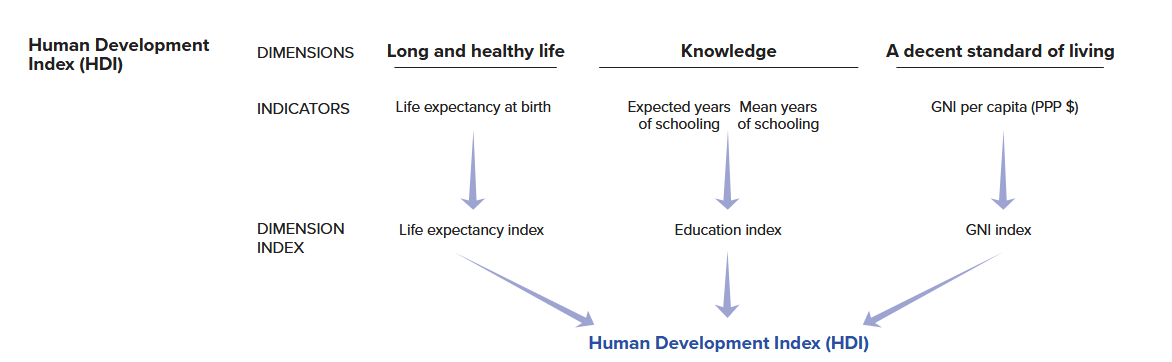 Human Development
Index (HDI)
DIMENSIONS
Long and healthy life
Knowledge
A decent standard of living
INDICATORS
Life expectancy at birth
Expected years
of schooling
Mean years
of schooling
GNI per capita (PPP $)
DIMENSION
INDEX
Life expectancy index
Education index
GNI index
Human Development Index (HDI)